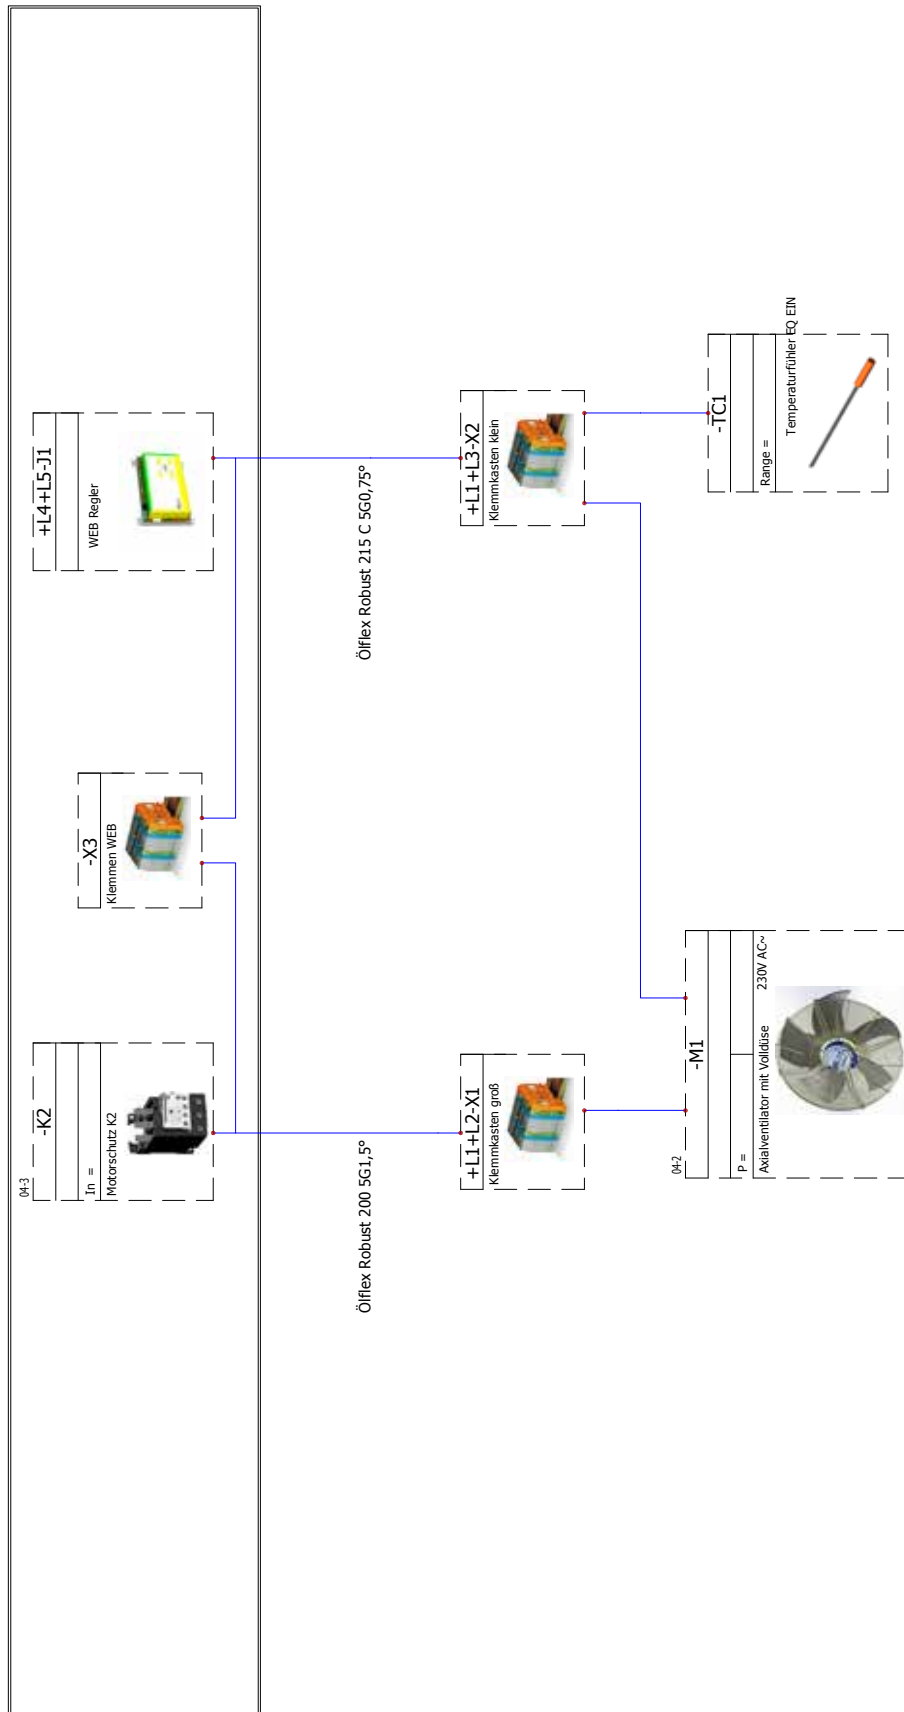 +L4+L5-J1
WEB Regler
-X3
Klemmen WEB
04-3
-K2
In =
Motorschutz K2
Ölflex Robust 215 C 5G0,75°
Ölflex Robust 200 5G1,5°
+L1+L3-X2
Klemmkasten klein
+L1+L2-X1
Klemmkasten groß
-TC1
Range =
Temperaturfühler EQ EIN
04-2
-M1
P =
Axialventilator mit Volldüse
230V AC~